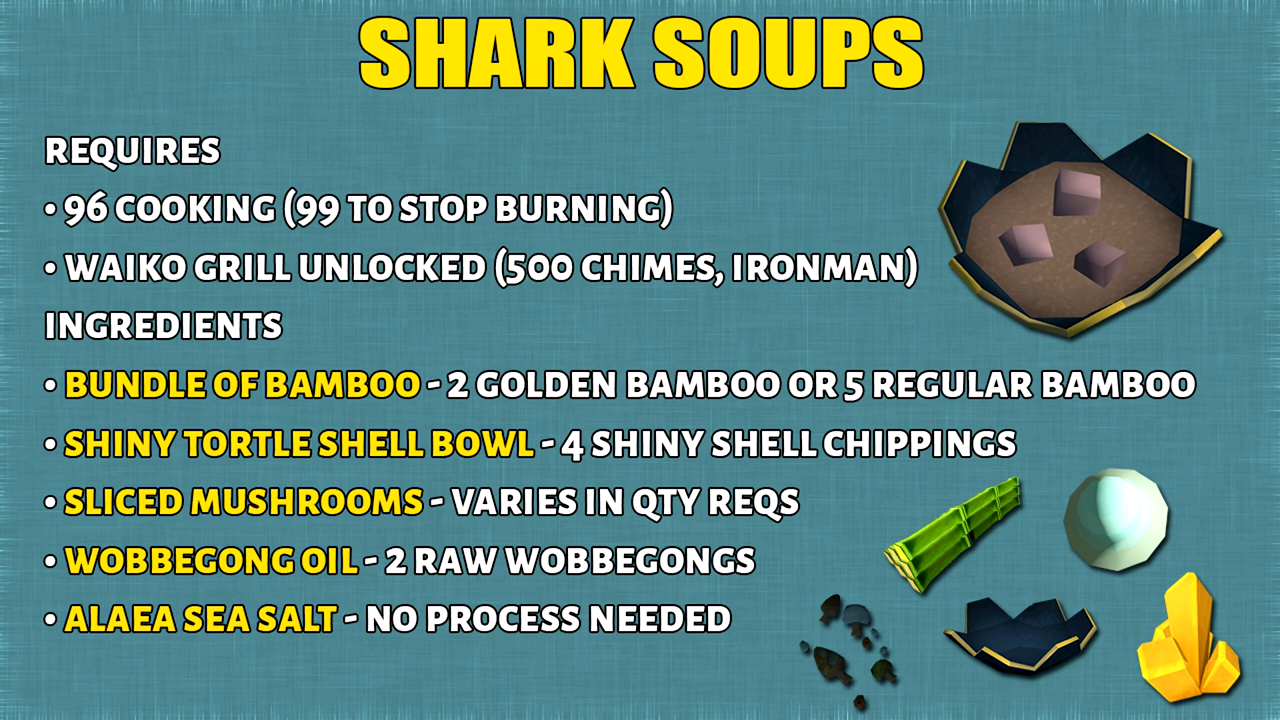 SHARK SOUPS
REQUIRES
• 96 COOKING (99 TO STOP BURNING)
• WAIKO GRILL UNLOCKED (500 CHIMES, IRONMAN)
INGREDIENTS
• BUNDLE OF BAMBOO - 2 GOLDEN BAMBOO OR 5 REGULAR BAMBOO
• SHINY TORTLE SHELL BOWL - 4 SHINY SHELL CHIPPINGS
• SLICED MUSHROOMS - VARIES IN QTY REQS
• WOBBEGONG OIL - 2 RAW WOBBEGONGS
• ALAEA SEA SALT - NO PROCESS NEEDED